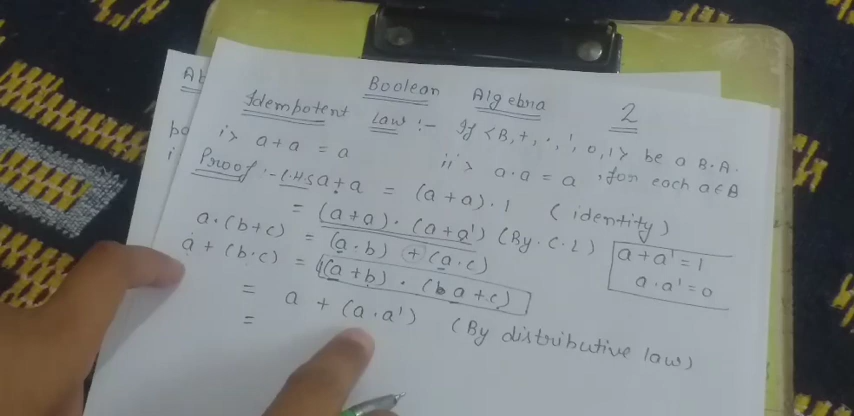 Ab
Boolean Algebra 2
Idempotent Law :- If <B, +, ·, ', 0, 1> be a B.A.
i> a + a = a ii> a · a = a , for each a ∈ B
Proof :- L.H.S a + a = (a + a) · 1 (identity)
= (a + a) · (a + a') (By. C. L)
a + a' = 1
a · a' = 0
a · (b + c) = (a · b) + (a · c)
a + (b · c) = (a + b) · (a + c)
= a + (a · a') (By distributive law)
=